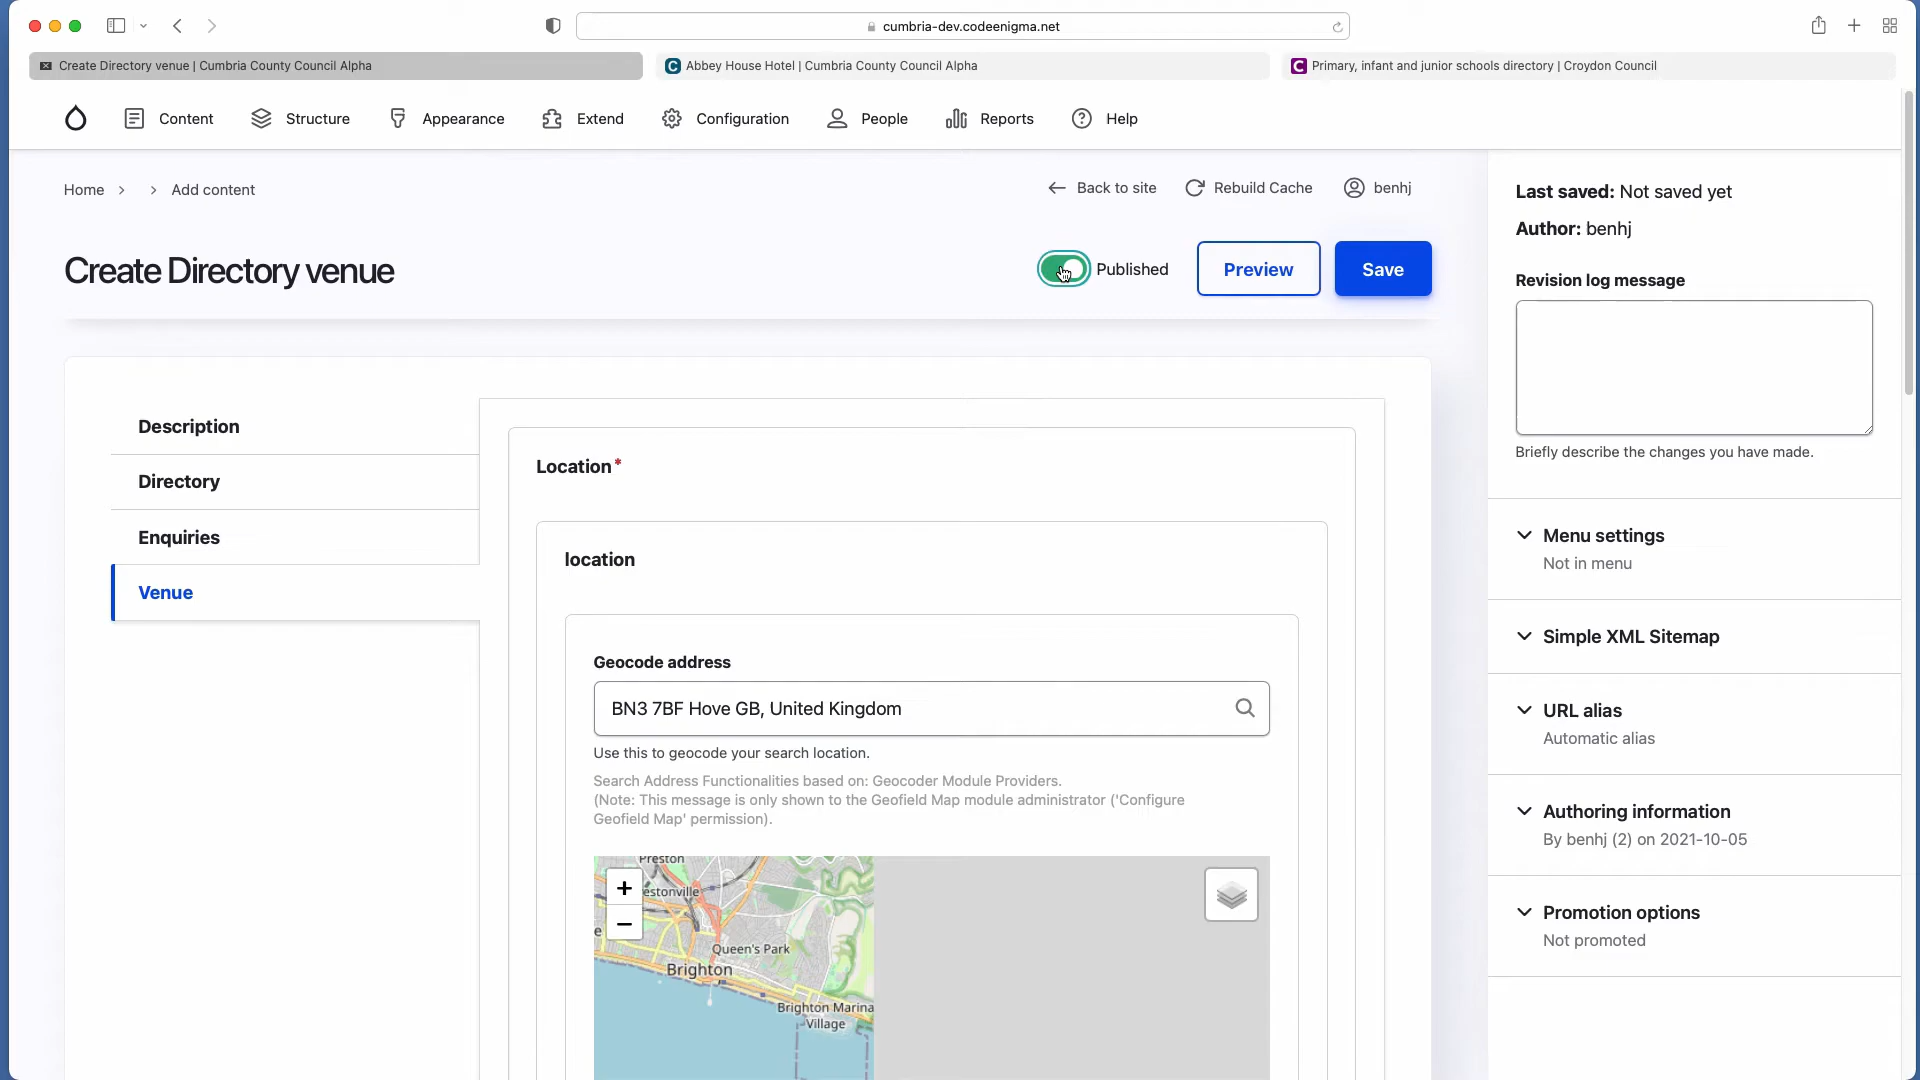 cumbria-dev.codeenigma.net
Create Directory venue | Cumbria County Council Alpha
Abbey House Hotel | Cumbria County Council Alpha
Primary, infant and junior schools directory | Croydon Council
Content
Structure
Appearance
Extend
Configuration
People
Reports
Help
Home
Add content
Back to site
Rebuild Cache
benhj
Create Directory venue
Published
Preview
Save
Description
Directory
Enquiries
Venue
Location*
location
Geocode address
BN3 7BF Hove GB, United Kingdom
Use this to geocode your search location.
Search Address Functionalities based on: Geocoder Module Providers.
(Note: This message is only shown to the Geofield Map module administrator ('Configure
Geofield Map' permission).
Preston
estonville
Queen's Park
Brighton
Brighton Marina
Village
+
−
Last saved: Not saved yet
Author: benhj
Revision log message
Briefly describe the changes you have made.
Menu settings
Not in menu
Simple XML Sitemap
URL alias
Automatic alias
Authoring information
By benhj (2) on 2021-10-05
Promotion options
Not promoted